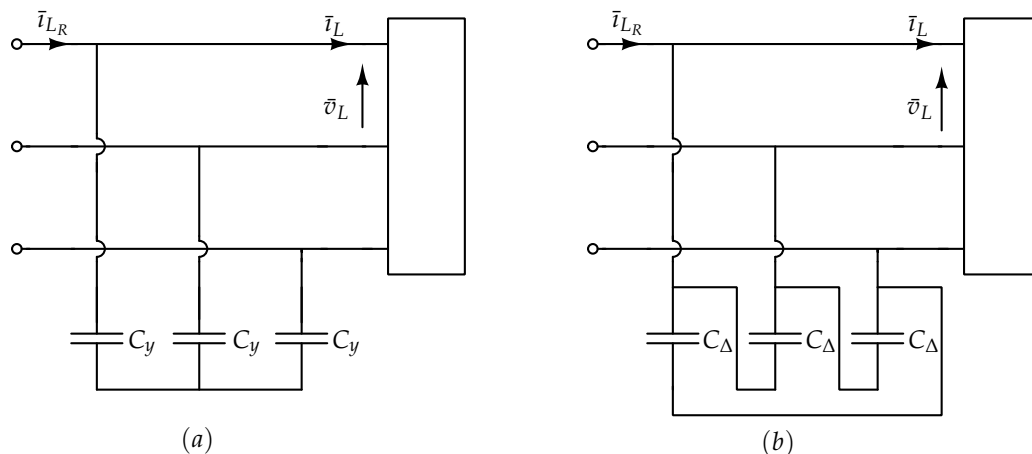 ī_{L_R} ī_L ī_{L_R} ī_L
v̄_L v̄_L
C_y C_y C_y C_Δ C_Δ C_Δ
(a) (b)